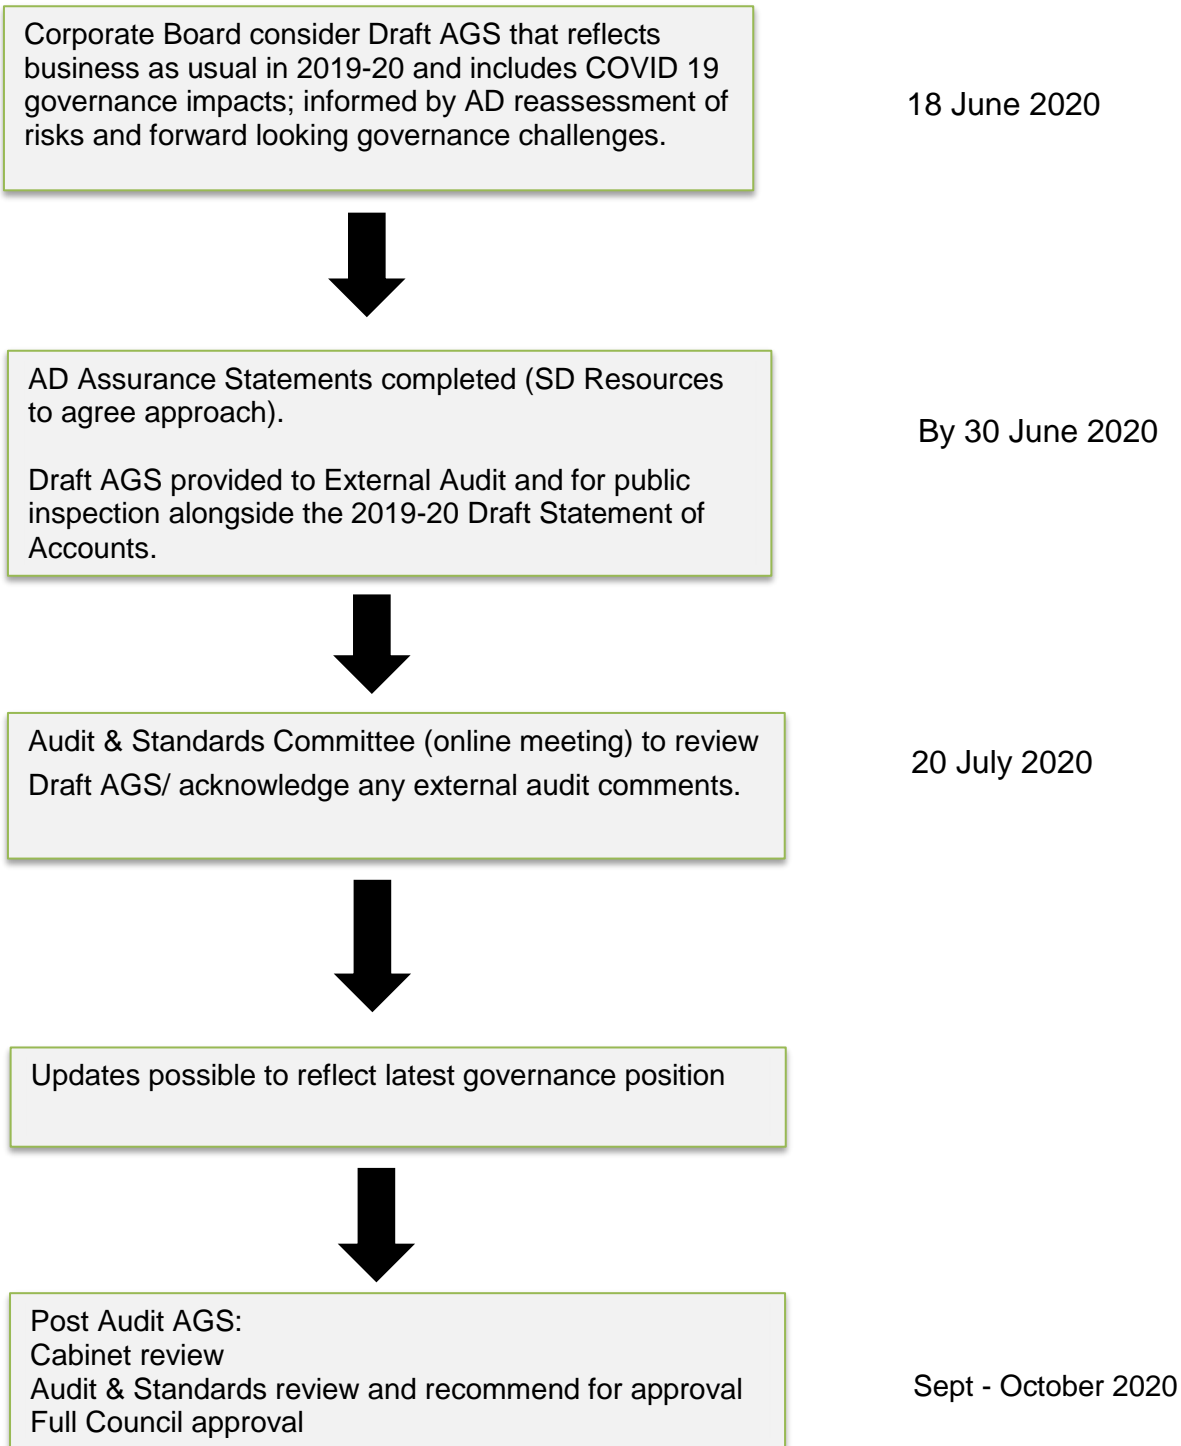 Corporate Board consider Draft AGS that reflects
business as usual in 2019-20 and includes COVID 19
governance impacts; informed by AD reassessment of
risks and forward looking governance challenges.
18 June 2020
AD Assurance Statements completed (SD Resources
to agree approach).
Draft AGS provided to External Audit and for public
inspection alongside the 2019-20 Draft Statement of
Accounts.
By 30 June 2020
Audit & Standards Committee (online meeting) to review
Draft AGS/ acknowledge any external audit comments.
20 July 2020
Updates possible to reflect latest governance position
Post Audit AGS:
Cabinet review
Audit & Standards review and recommend for approval
Full Council approval
Sept - October 2020